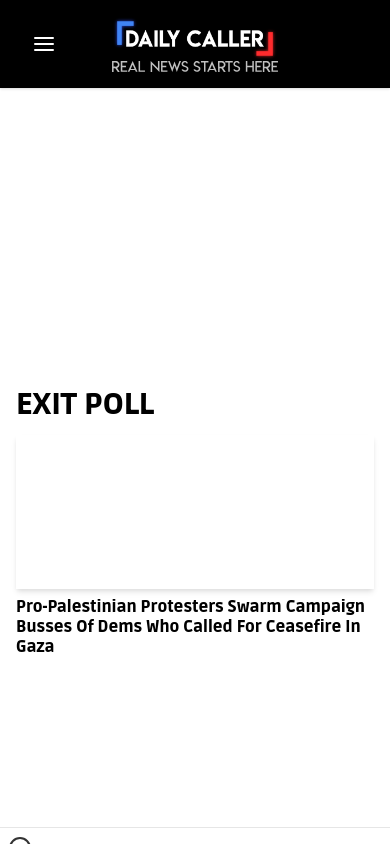 DAILY CALLER
REAL NEWS STARTS HERE
EXIT POLL
Pro-Palestinian Protesters Swarm Campaign
Busses Of Dems Who Called For Ceasefire In
Gaza